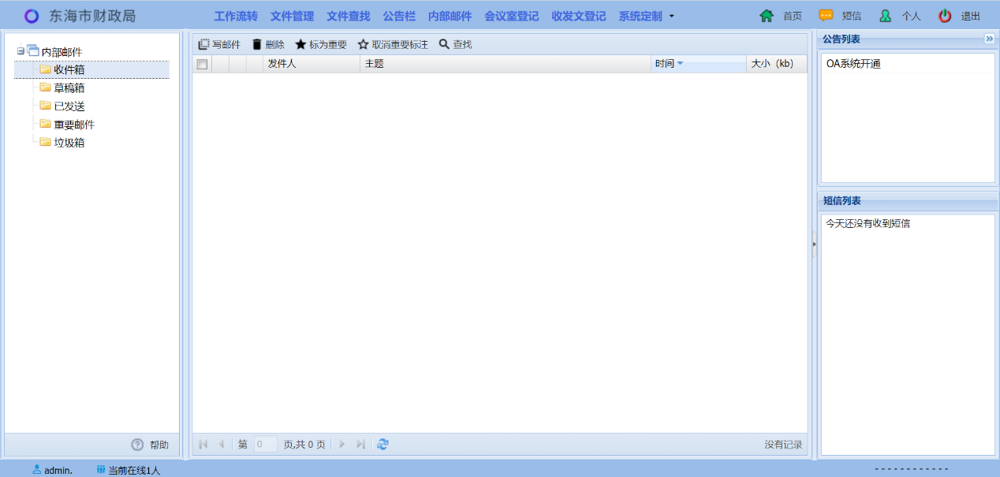 东海市财政局 工作流转 文件管理 文件查找 公告栏 内部邮件 会议室登记 收发文登记 系统定制 首页 短信 个人 退出
内部邮件
收件箱
草稿箱
已发送
重要邮件
垃圾箱
帮助
写邮件 删除 标为重要 取消重要标注 查找
发件人 主题 时间 大小（kb）
第 0 页,共 0 页 没有记录
公告列表
OA系统开通
短信列表
今天还没有收到短信
admin. 当前在线1人 - - - - - - - - - - - -